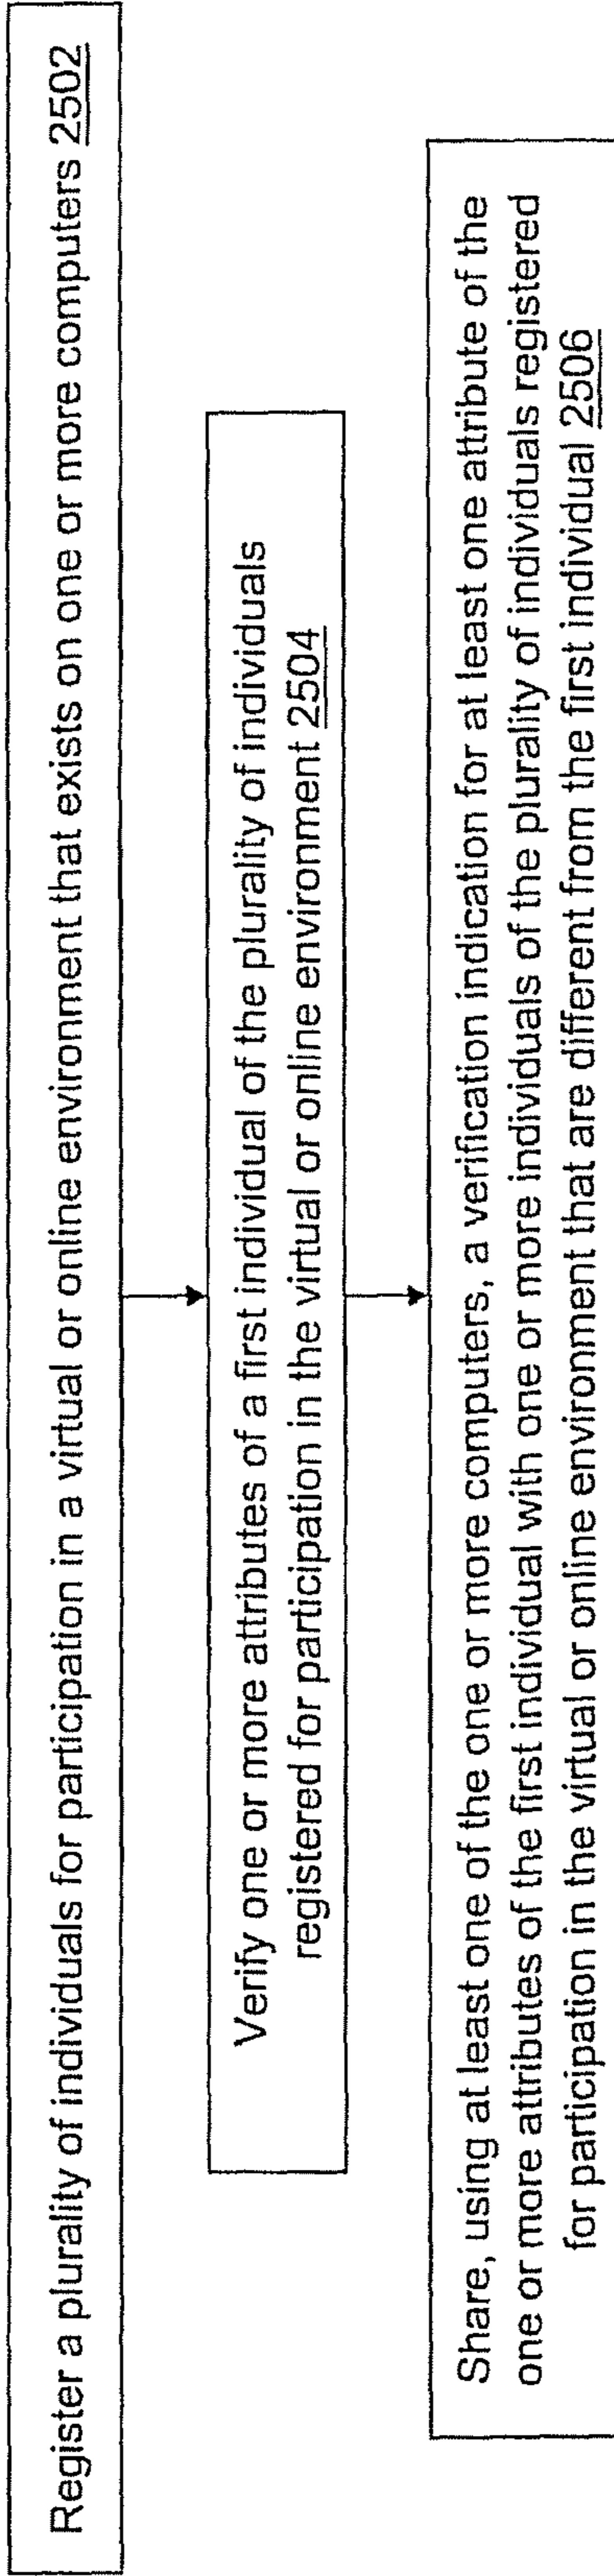 Register a plurality of individuals for participation in a virtual or online environment that exists on one or more computers 2502
Verify one or more attributes of a first individual of the plurality of individuals
registered for participation in the virtual or online environment 2504
Share, using at least one of the one or more computers, a verification indication for at least one attribute of the
one or more attributes of the first individual with one or more individuals of the plurality of individuals registered
for participation in the virtual or online environment that are different from the first individual 2506